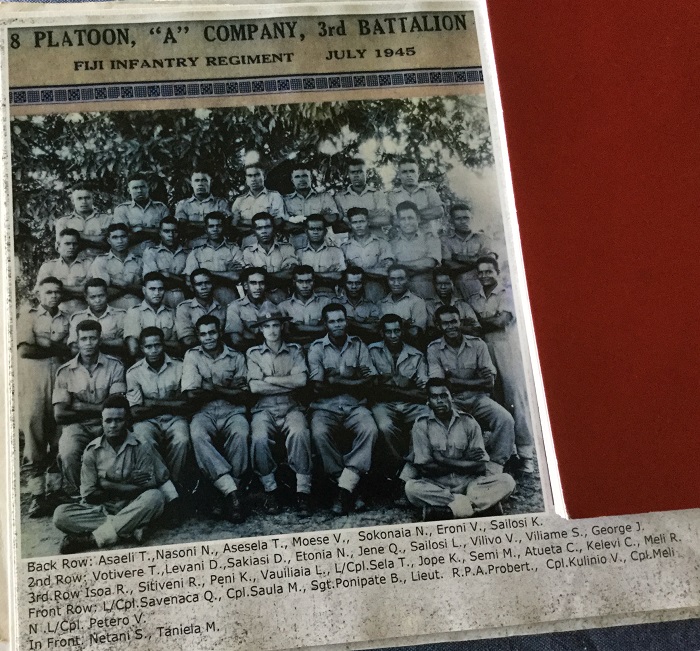 8 PLATOON, "A" COMPANY, 3rd BATTALION
FIJI INFANTRY REGIMENT JULY 1945
Back Row: Asaeli T.,Nasoni N., Asesela T., Moese V., Sokonaia N., Eroni V., Sailosi K.
2nd Row: Votivere T.,Levani D.,Sakiasi D., Etonia N., Jene Q., Sailosi L., Vilivo V., Viliame S., George J.
3rd.Row Isoa R., Sitiveni R., Peni K., Vauiliaia L., L/Cpl.Sela T., Jope K., Semi M., Atueta C., Kelevi C., Meli R.
Front Row: L/Cpl.Savenaca Q., Cpl.Saula M., Sgt.Ponipate B., Lieut. R.P.A.Probert., Cpl.Kulinio V., Cpl.Meli
N .L/Cpl. Petero V.
In Front: Netani S., Taniela M.